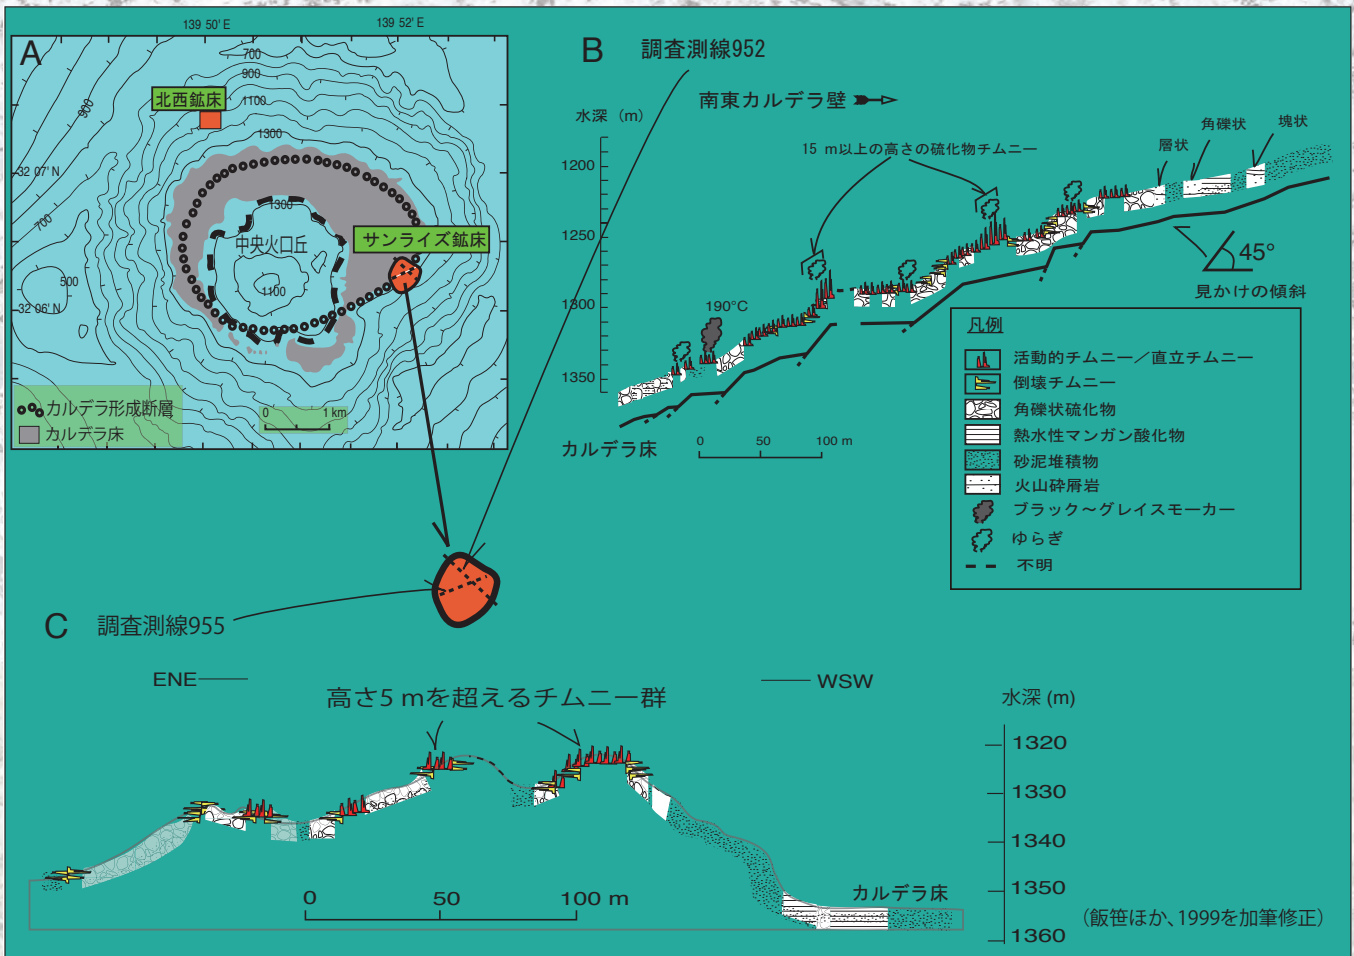 A
139 50' E
139 52' E
700
900
1100
1300
900
北西鉱床
32 07' N
700
1300
中央火口丘
サンライズ鉱床
500
1100
32 06' N
カルデラ形成断層
カルデラ床
0
1 km
B
調査測線952
南東カルデラ壁
水深（m）
1200
1250
1300
1350
15 m以上の高さの硫化物チムニー
層状
角礫状
塊状
190°C
45°
見かけの傾斜
カルデラ床
0
50
100 m
凡例
活動的チムニー／直立チムニー
倒壊チムニー
角礫状硫化物
熱水性マンガン酸化物
砂泥堆積物
火山砕屑岩
ブラック～グレイスモーカー
ゆらぎ
不明
C
調査測線955
ENE
WSW
高さ5 mを超えるチムニー群
水深 (m)
1320
1330
1340
1350
1360
カルデラ床
0
50
100 m
（飯笹ほか、1999を加筆修正）